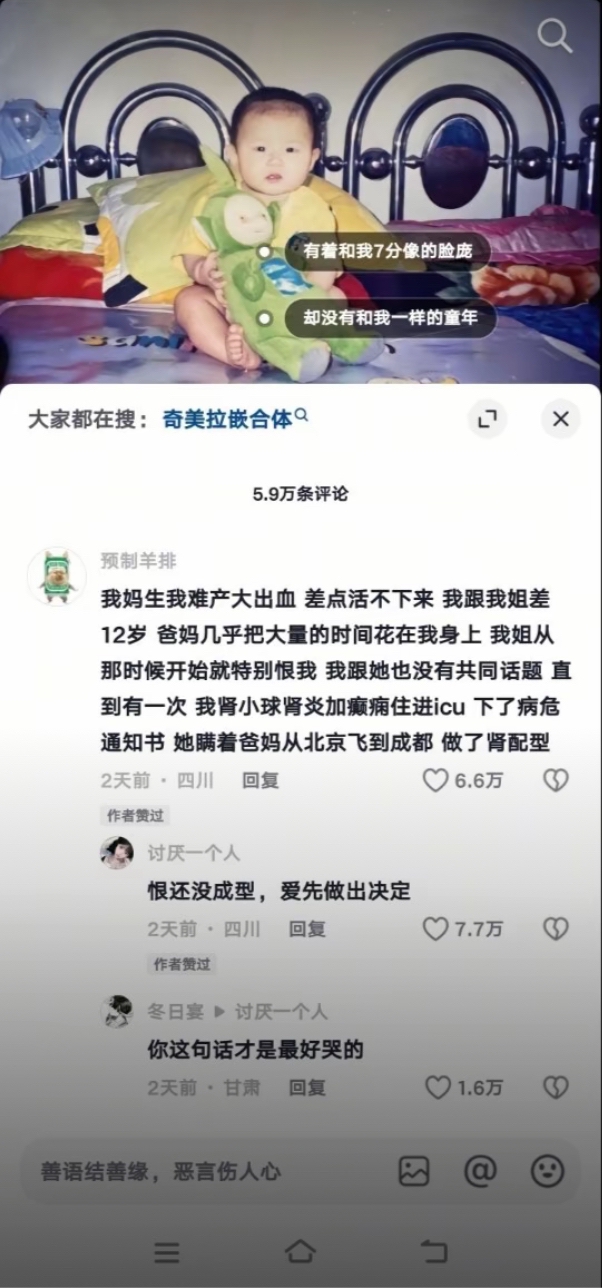 有着和我7分像的脸庞
却没有和我一样的童年
大家都在搜：奇美拉嵌合体
5.9万条评论
预制羊排
我妈生我难产大出血 差点活不下来 我跟我姐差
12岁 爸妈几乎把大量的时间花在我身上 我姐从
那时候开始就特别恨我 我跟她也没有共同话题 直
到有一次 我肾小球肾炎加癫痫住进icu 下了病危
通知书 她瞒着爸妈从北京飞到成都 做了肾配型
2天前 · 四川 回复 6.6万
作者赞过
讨厌一个人
恨还没成型，爱先做出决定
2天前 · 四川 回复 7.7万
作者赞过
冬日宴 ▶ 讨厌一个人
你这句话才是最好哭的
2天前 · 甘肃 回复 1.6万
善语结善缘，恶言伤人心